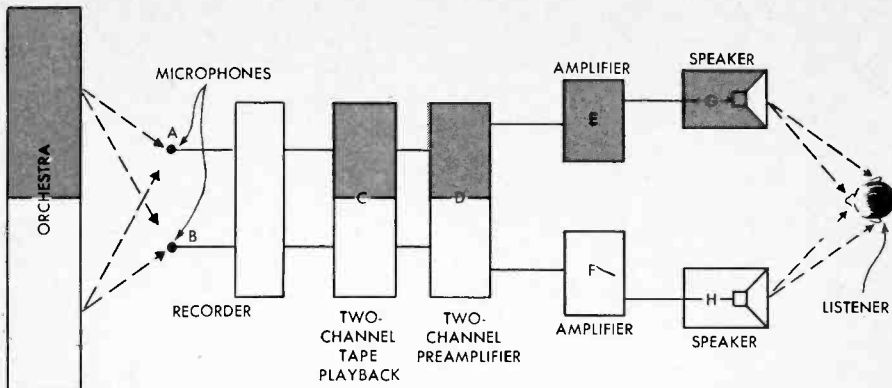 ORCHESTRA
MICROPHONES
A
B
RECORDER
C
TWO-
CHANNEL
TAPE
PLAYBACK
D
TWO-
CHANNEL
PREAMPLIFIER
AMPLIFIER
E
F
AMPLIFIER
SPEAKER
G
H
SPEAKER
LISTENER